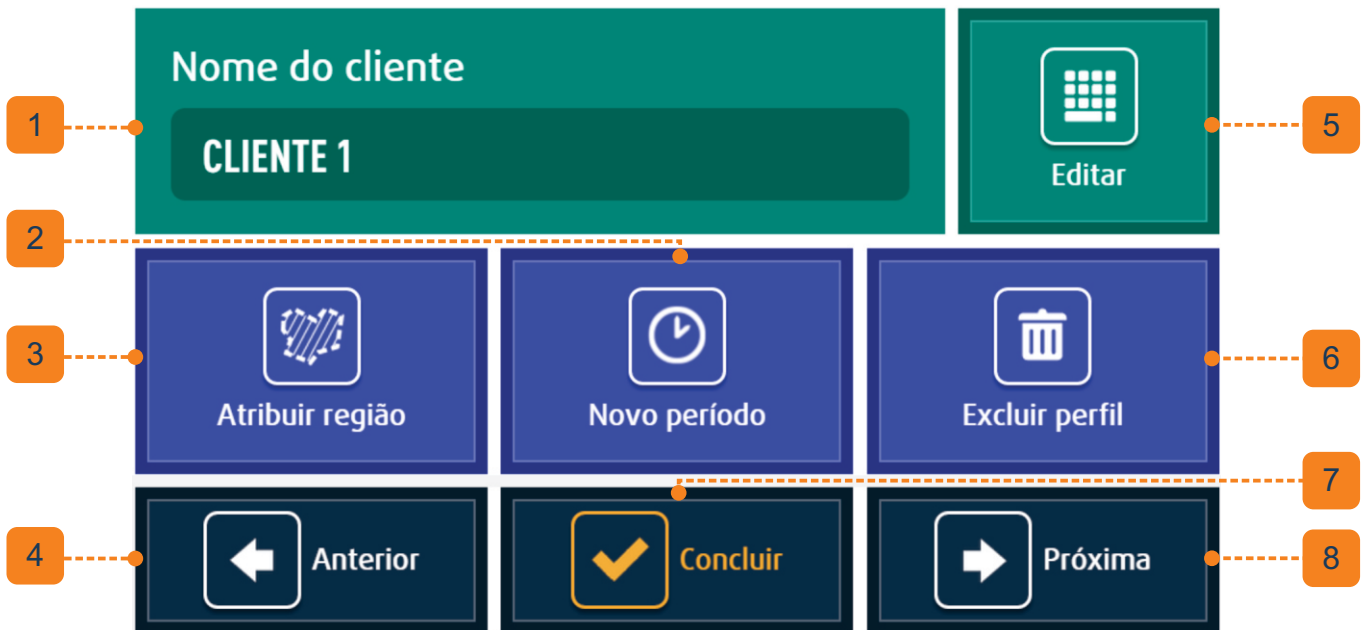 Nome do cliente
1
CLIENTE 1
5
Editar
2
3
Atribuir região
Novo período
Excluir perfil
6
7
4
Anterior
Concluir
Próxima
8